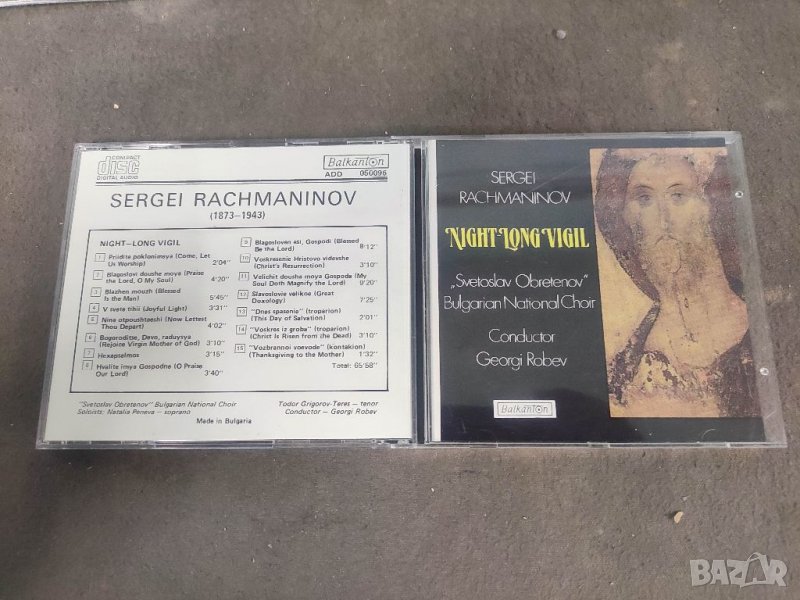 COMPACT
disc
DIGITAL AUDIO
Balkanton
ADD 050096
SERGEI RACHMANINOV
(1873–1943)
NIGHT–LONG VIGIL
1 Priidite poklonimsya (Come, Let
Us Worship) 2'04"
2 Blagoslovi doushe moya (Praise
the Lord, O My Soul) 4'20"
3 Blazhen mouzh (Blessed
Is the Man) 5'45"
4 V svete tihii (Joyful Light) 3'31"
5 Nine otpoushtaeshi (Now Lettest
Thou Depart) 4'02"
6 Bogoroditse, Devo, raduysya
(Rejoice Virgin Mother of God) 3'10"
7 Hexapselmos 3'15"
8 Hvalite imya Gospodne (O Praise
Our Lord) 3'40"
9 Blagosloven esi, Gospodi (Blessed
Be the Lord) 8'12"
10 Voskresenie Hristovo videvshe
(Christ's Resurrection) 3'10"
11 Velichit doushe moya Gospoda (My
Soul Doth Magnify the Lord) 9'20"
12 Slavoslovie velikoe (Great
Doxology) 7'25"
13 "Dnes spasenie" (troparion)
(This Day of Salvation) 2'01"
14 "Voskres iz groba" (troparion)
(Christ Is Risen from the Dead) 3'10"
15 "Vozbrannoi voevode" (kontakion)
(Thanksgiving to the Mother) 1'32"
Total: 65'58"
"Svetoslav Obretenov" Bulgarian National Choir
Soloists: Natalia Peneva – soprano
Todor Grigorov-Teres – tenor
Conductor – Georgi Robev
Made in Bulgaria
SERGEI
RACHMANINOV
NIGHT LONG VIGIL
„Svetoslav Obretenov"
Bulgarian National Choir
Conductor
Georgi Robev
Balkanton
BAZAR